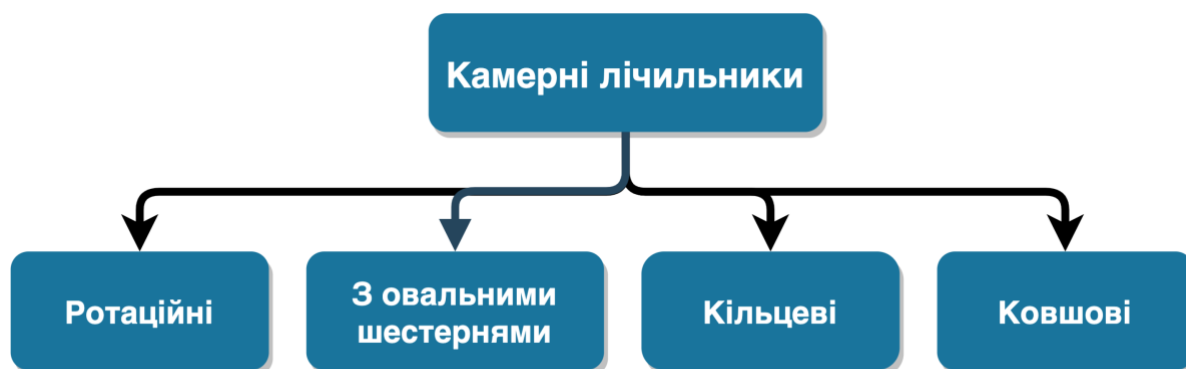 Камерні лічильники
Ротаційні
З овальними
шестернями
Кільцеві
Ковшові